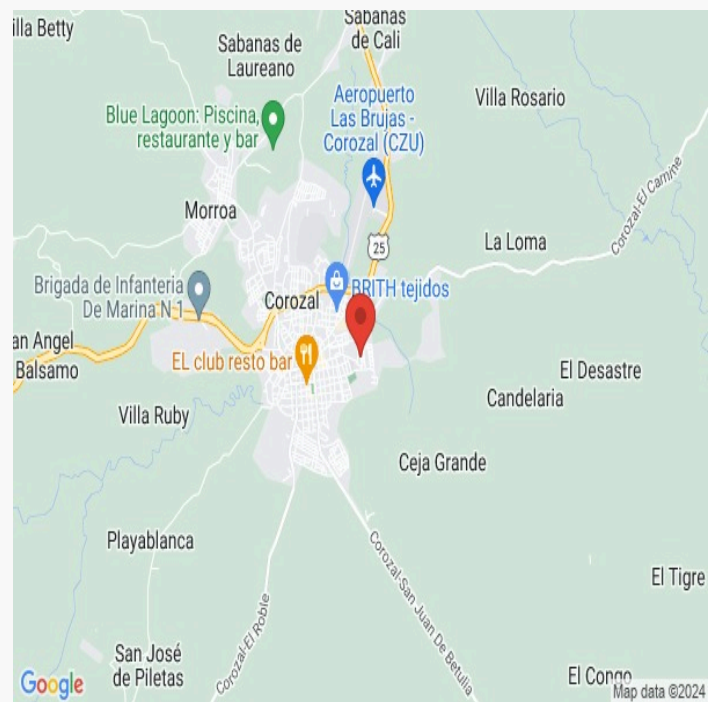 illa Betty
Sabanas de
Laureano
Sabanas
de Cali
Blue Lagoon: Piscina,
restaurante y bar
Aeropuerto
Las Brujas -
Corozal (CZU)
Villa Rosario
Morroa
25
La Loma
Corozal-El Camine
Brigada de Infantería
De Marina N 1
Corozal
BRITH tejidos
an Angel
Balsamo
EL club resto bar
El Desastre
Candelaria
Villa Ruby
Ceja Grande
Playablanca
Corozal-San Juan De Betulia
El Tigre
Corozal-El Roble
San José
de Piletas
El Congo
Google
Map data ©2024